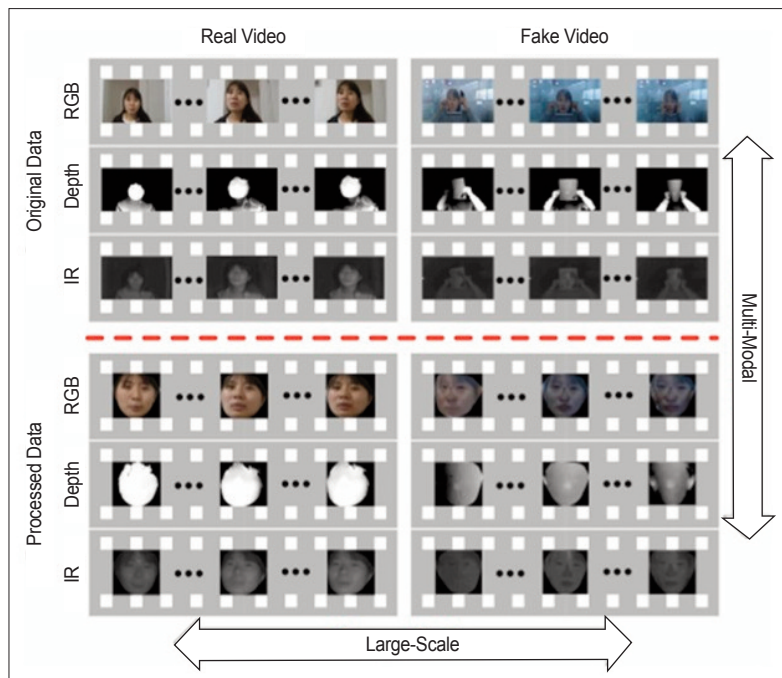 Real Video
Fake Video
Original Data
RGB
Depth
IR
Processed Data
RGB
Depth
IR
Multi-Modal
Large-Scale